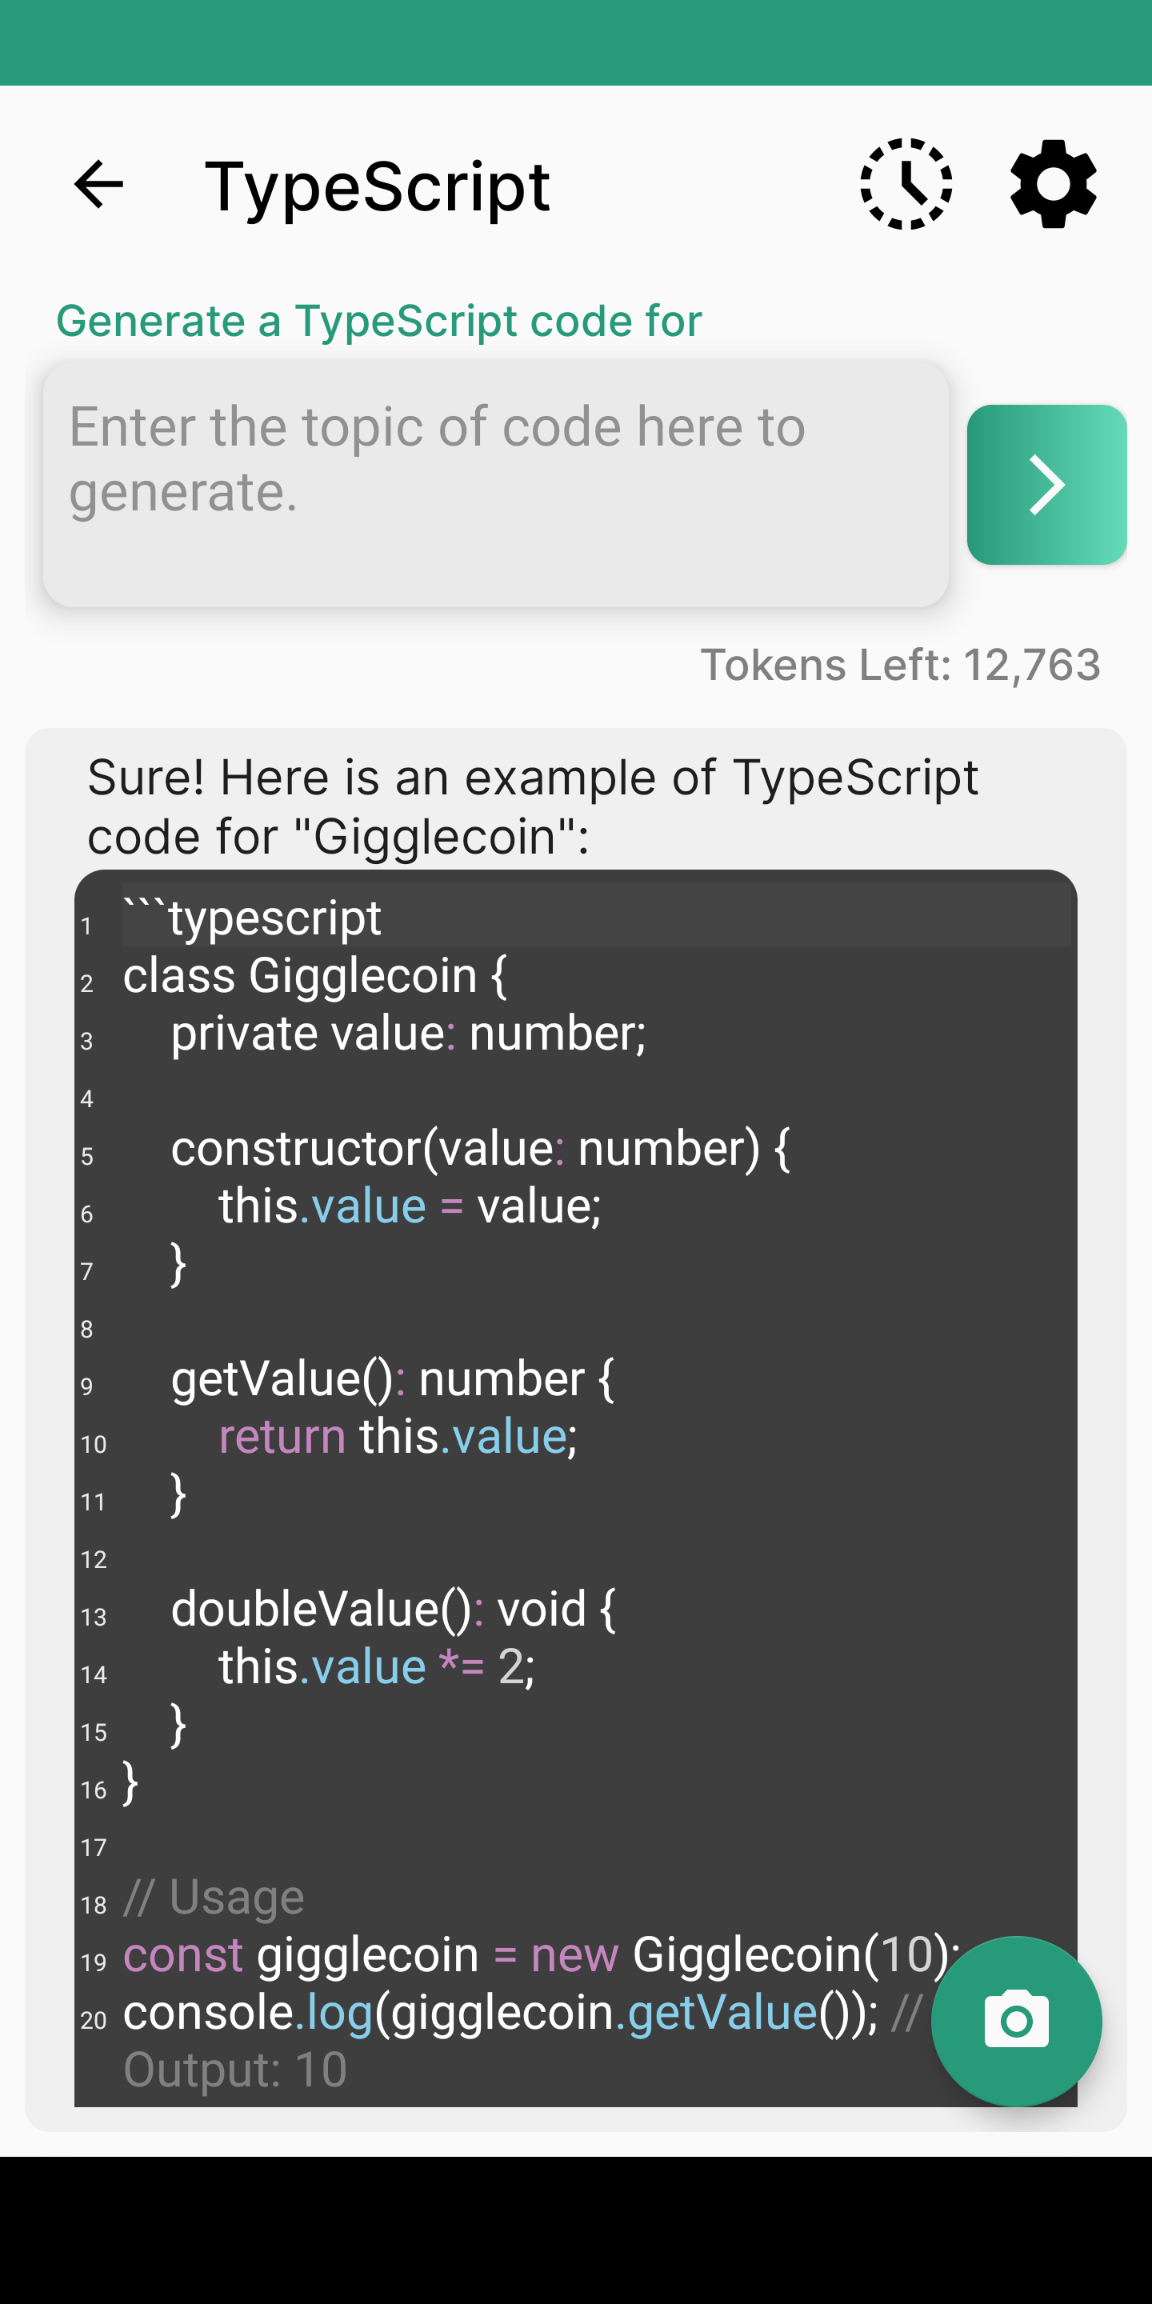 TypeScript
Generate a TypeScript code for
Enter the topic of code here to
generate.
Tokens Left: 12,763
Sure! Here is an example of TypeScript
code for "Gigglecoin":
1 ```typescript
2 class Gigglecoin {
3     private value: number;
4
5     constructor(value: number) {
6         this.value = value;
7     }
8
9     getValue(): number {
10         return this.value;
11     }
12
13     doubleValue(): void {
14         this.value *= 2;
15     }
16 }
17
18 // Usage
19 const gigglecoin = new Gigglecoin(10);
20 console.log(gigglecoin.getValue()); //
Output: 10